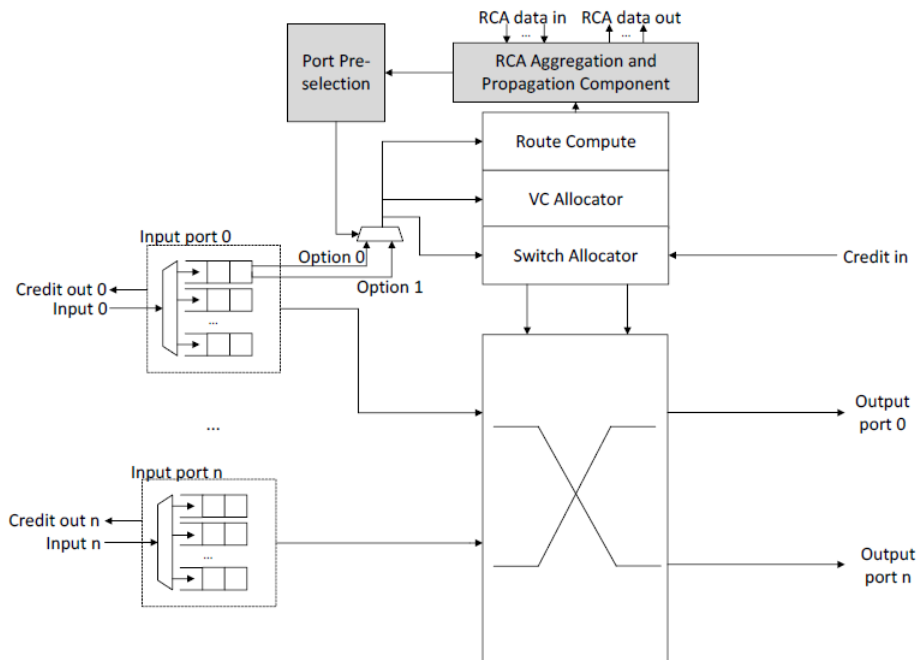 RCA data in
RCA data out
...
...
Port Pre-
selection
RCA Aggregation and
Propagation Component
Route Compute
VC Allocator
Switch Allocator
Input port 0
Option 0
Option 1
Credit in
Credit out 0
Input 0
...
Output
port 0
...
Input port n
Credit out n
Input n
...
Output
port n